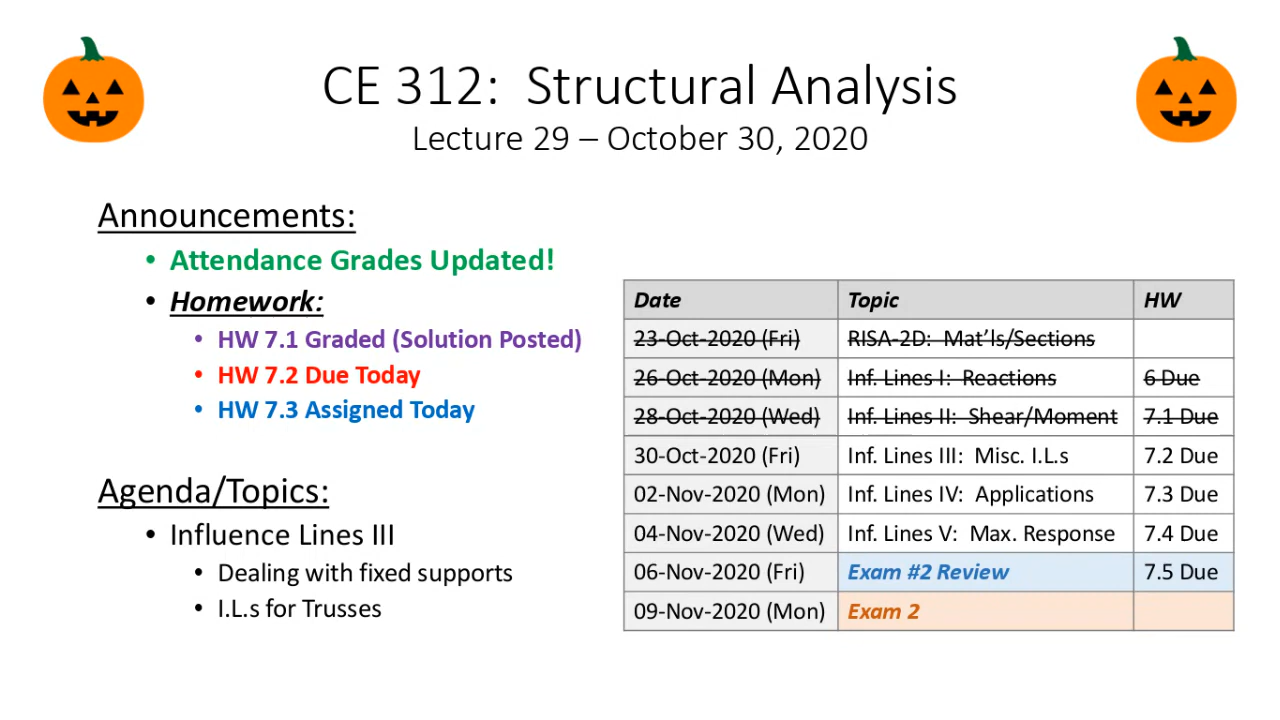 CE 312:  Structural Analysis
Lecture 29 – October 30, 2020
Announcements:
• Attendance Grades Updated!
• Homework:
• HW 7.1 Graded (Solution Posted)
• HW 7.2 Due Today
• HW 7.3 Assigned Today
Agenda/Topics:
• Influence Lines III
• Dealing with fixed supports
• I.L.s for Trusses
Date Topic HW
23-Oct-2020 (Fri) RISA-2D:  Mat’ls/Sections
26-Oct-2020 (Mon) Inf. Lines I:  Reactions 6 Due
28-Oct-2020 (Wed) Inf. Lines II:  Shear/Moment 7.1 Due
30-Oct-2020 (Fri) Inf. Lines III:  Misc. I.L.s 7.2 Due
02-Nov-2020 (Mon) Inf. Lines IV:  Applications 7.3 Due
04-Nov-2020 (Wed) Inf. Lines V:  Max. Response 7.4 Due
06-Nov-2020 (Fri) Exam #2 Review 7.5 Due
09-Nov-2020 (Mon) Exam 2